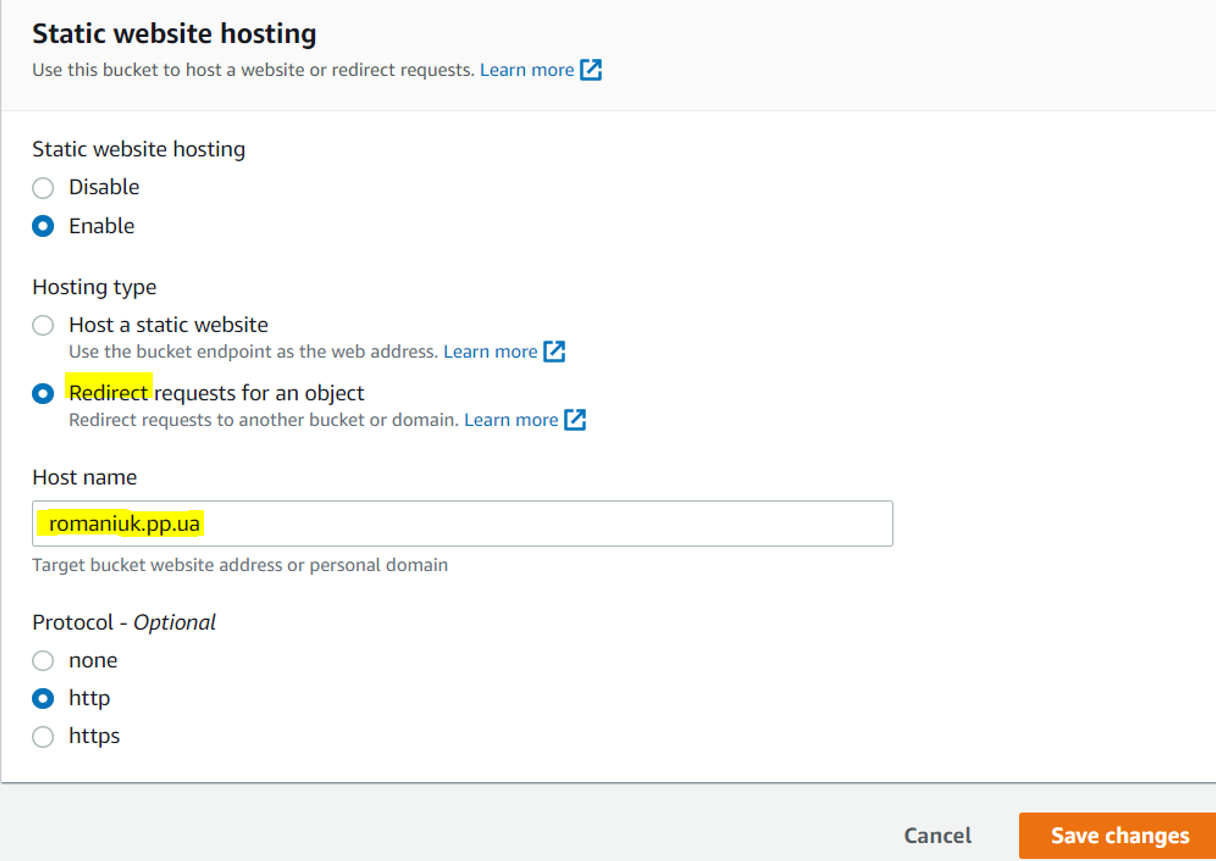 Static website hosting
Use this bucket to host a website or redirect requests. Learn more
Static website hosting
Disable
Enable
Hosting type
Host a static website
Use the bucket endpoint as the web address. Learn more
Redirect requests for an object
Redirect requests to another bucket or domain. Learn more
Host name
romaniuk.pp.ua
Target bucket website address or personal domain
Protocol - Optional
none
http
https
Cancel
Save changes